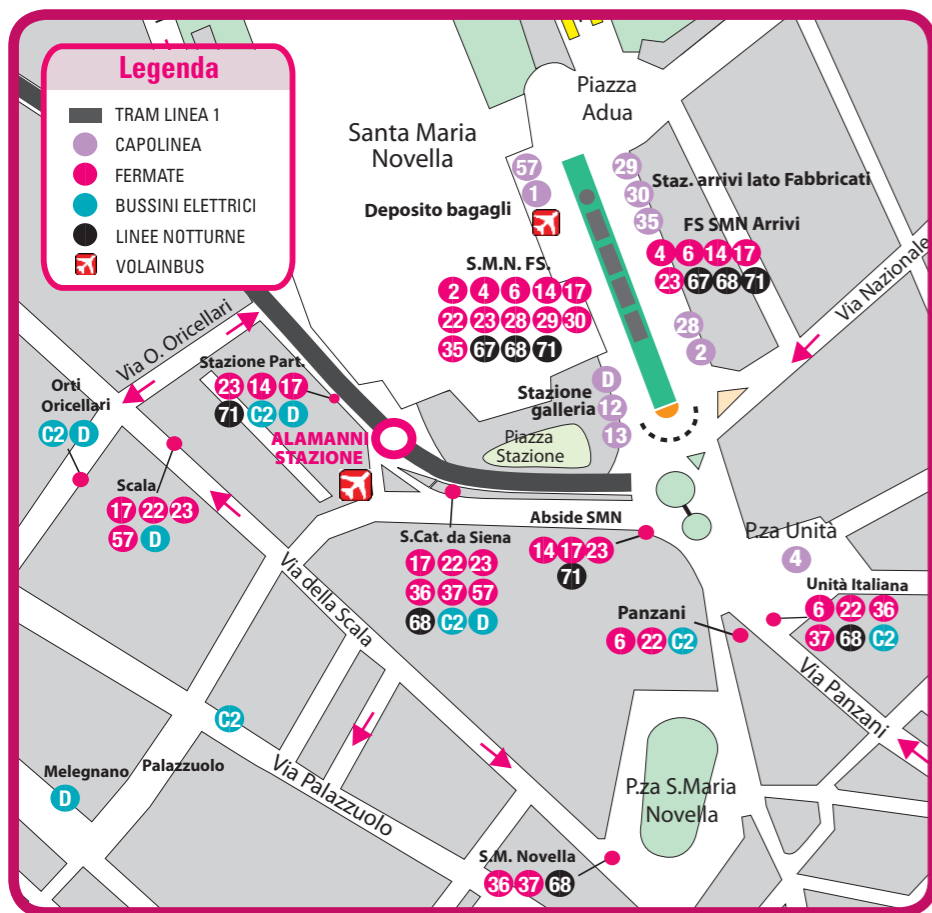 Legenda
TRAM LINEA 1
CAPOLINEA
FERMATE
BUSSINI ELETTRICI
LINEE NOTTURNE
VOLAINBUS
Piazza
Adua
Santa Maria
Novella
57
1
Deposito bagagli
29
30
35
Staz. arrivi lato Fabbricati
FS SMN Arrivi
4 6 14 17
23 67 68 71
S.M.N. FS.
2 4 6 14 17
22 23 28 29 30
35 67 68 71
28
2
Via Nazionale
Via O. Oricellari
Stazione Part.
23 14 17
71 C2 D
Orti
Oricellari
C2 D
ALAMANNI
STAZIONE
Stazione
galleria
D
12
13
Piazza
Stazione
Scala
17 22 23
57 D
S.Cat. da Siena
17 22 23
36 37 57
68 C2 D
Abside SMN
14 17 23
71
P.za Unità
4
Unità Italiana
6 22 36
37 68 C2
Panzani
6 22 C2
Via della Scala
Via Panzani
C2
Melegnano
D
Palazzuolo
Via Palazzuolo
P.za S.Maria
Novella
S.M. Novella
36 37 68